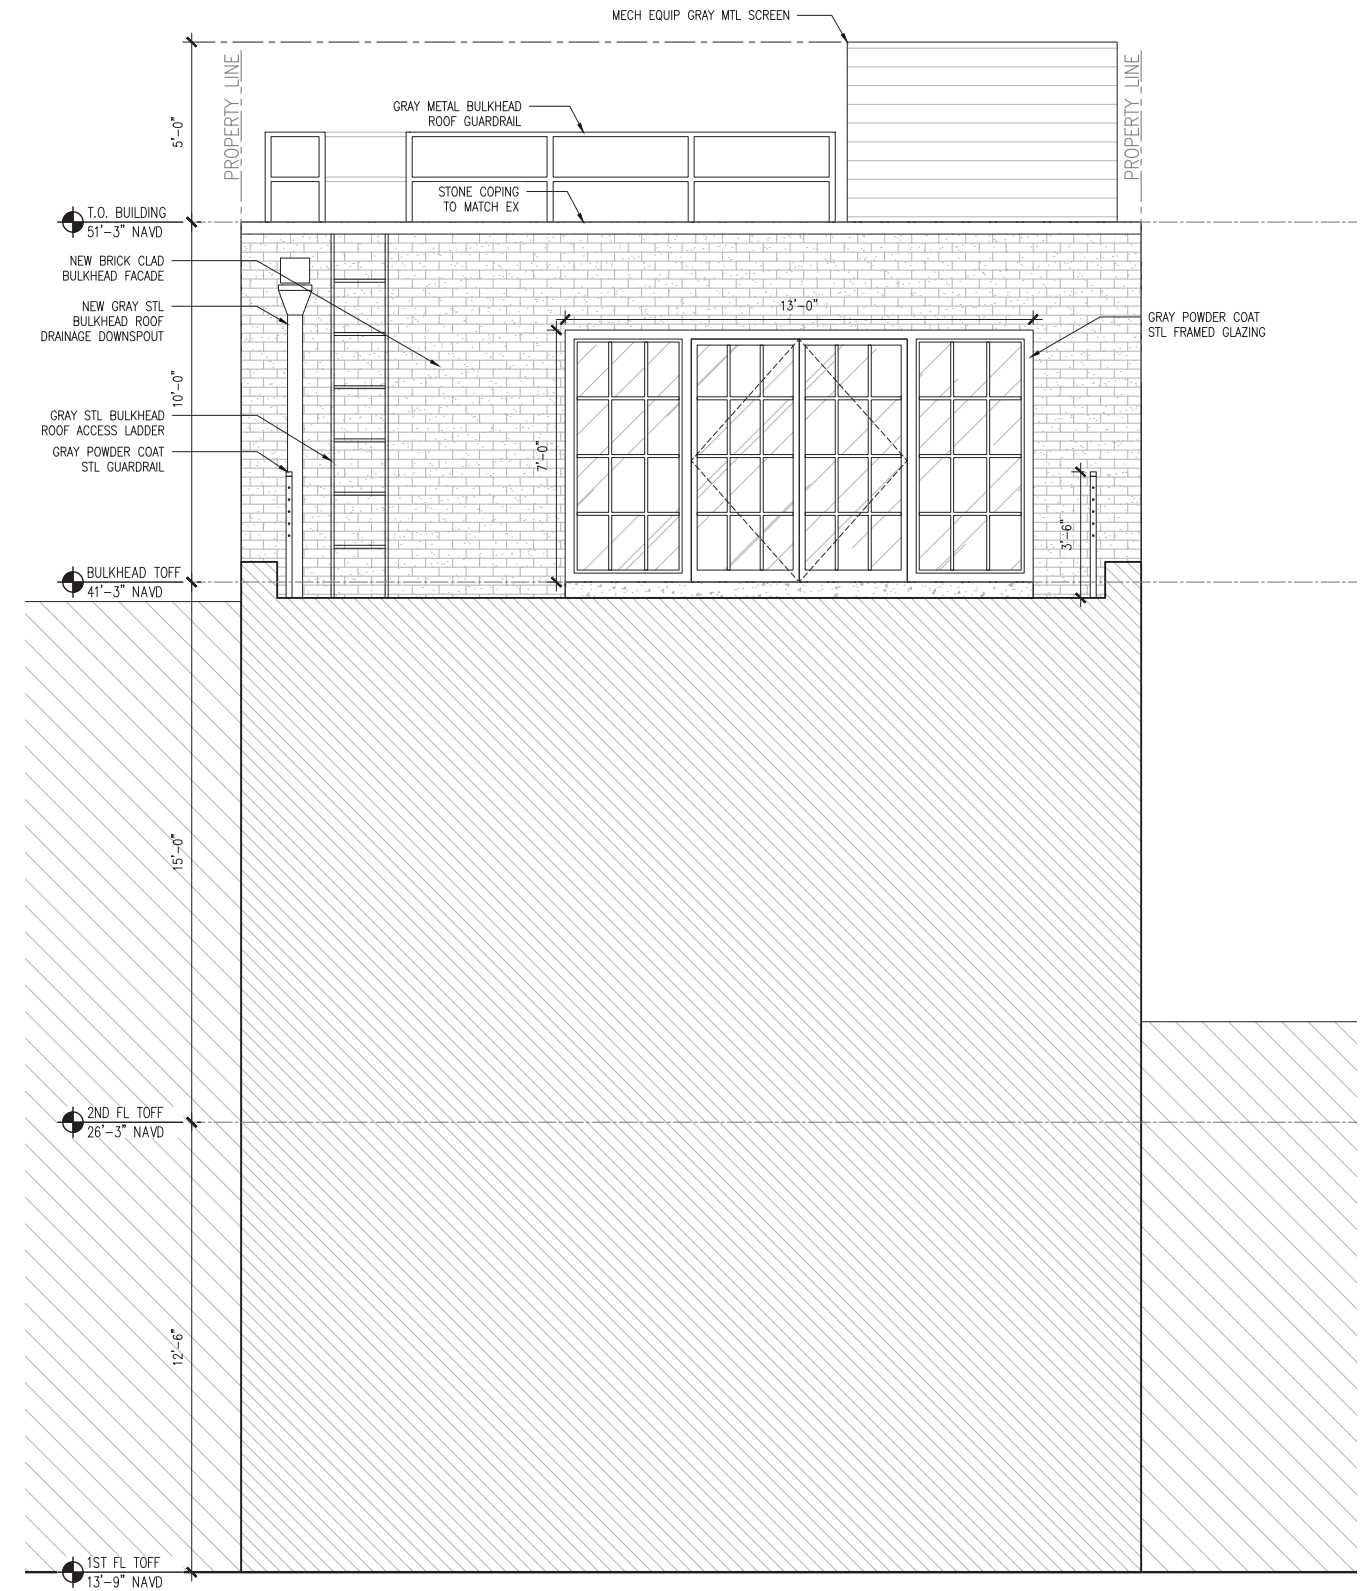 MECH EQUIP GRAY MTL SCREEN
PROPERTY LINE
PROPERTY LINE
5'-0"
GRAY METAL BULKHEAD
ROOF GUARDRAIL
STONE COPING
TO MATCH EX
T.O. BUILDING
51'-3" NAVD
NEW BRICK CLAD
BULKHEAD FACADE
NEW GRAY STL
BULKHEAD ROOF
DRAINAGE DOWNSPOUT
13'-0"
GRAY POWDER COAT
STL FRAMED GLAZING
10'-0"
GRAY STL BULKHEAD
ROOF ACCESS LADDER
GRAY POWDER COAT
STL GUARDRAIL
7'-0"
3'-6"
BULKHEAD TOFF
41'-3" NAVD
15'-0"
2ND FL TOFF
26'-3" NAVD
12'-6"
1ST FL TOFF
13'-9" NAVD